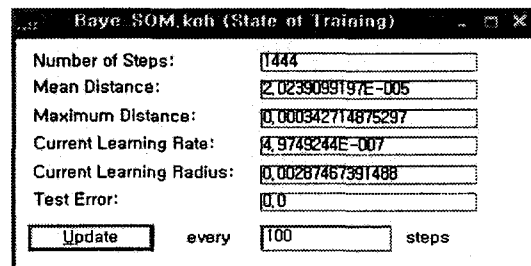 Baye_SOM.koh (State of Training)
Number of Steps: 1444
Mean Distance: 2,0239099197E-005
Maximum Distance: 0,000342714875297
Current Learning Rate: 4,9749244E-007
Current Learning Radius: 0,00287467391488
Test Error: 0,0
Update every 100 steps